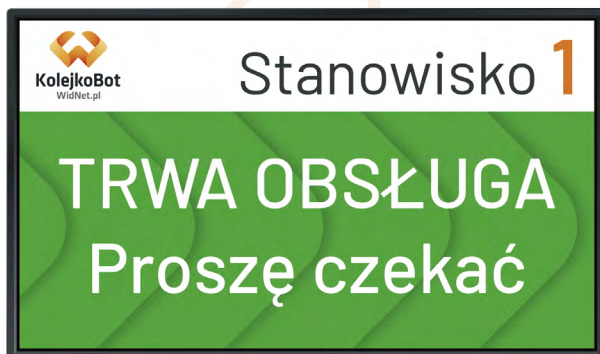 KolejkoBot
WidNet.pl
Stanowisko 1
TRWA OBSŁUGA
Proszę czekać